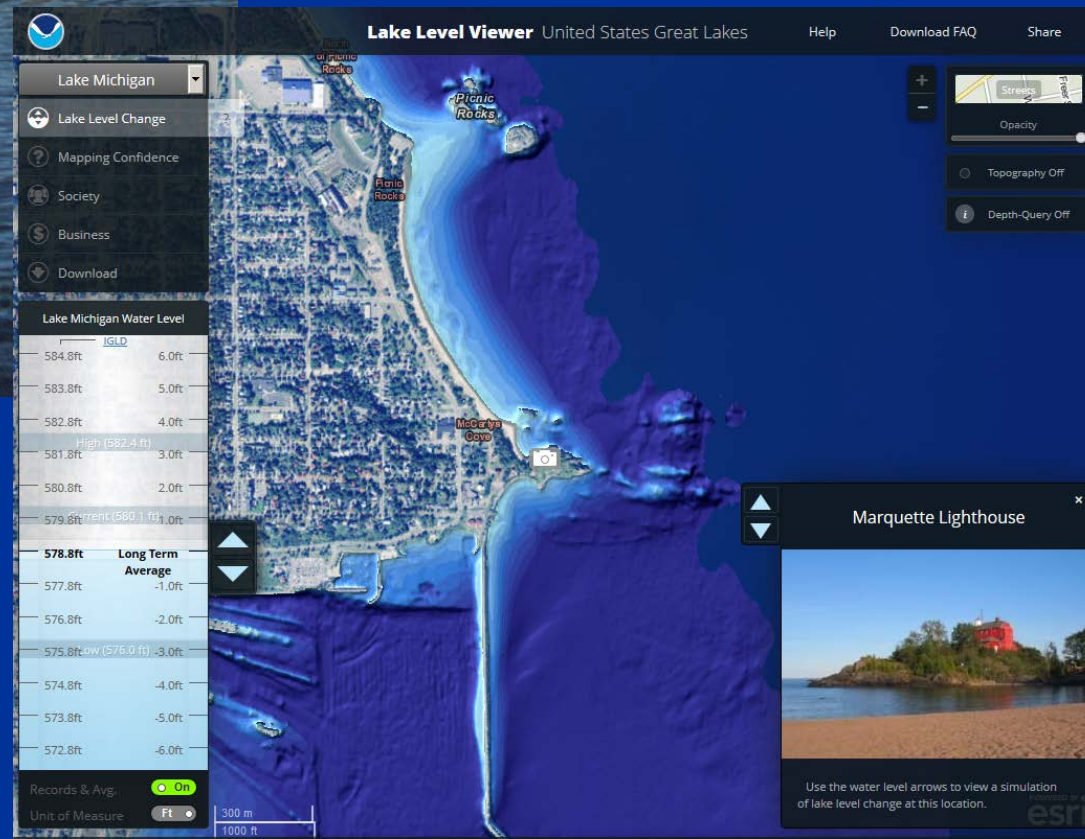 Lake Level Viewer United States Great Lakes
Help
Download FAQ
Share
Lake Michigan
Lake Level Change
Mapping Confidence
Society
Business
Download
Lake Michigan Water Level
IGLD
584.8ft 6.0ft
583.8ft 5.0ft
582.8ft 4.0ft
High (582.4 ft)
581.8ft 3.0ft
580.8ft 2.0ft
Current (580.1 ft)
579.8ft 1.0ft
578.8ft Long Term
Average
577.8ft -1.0ft
576.8ft -2.0ft
575.8ft Low (576.0 ft) -3.0ft
574.8ft -4.0ft
573.8ft -5.0ft
572.8ft -6.0ft
Records & Avg. On
Unit of Measure Ft
of Picnic
Rocks
Picnic
Rocks
Picnic
Rocks
McCartys
Cove
300 m
1000 ft
+
−
Streets
Opacity
Topography Off
i Depth-Query Off
×
Marquette Lighthouse
Use the water level arrows to view a simulation
of lake level change at this location.
esri